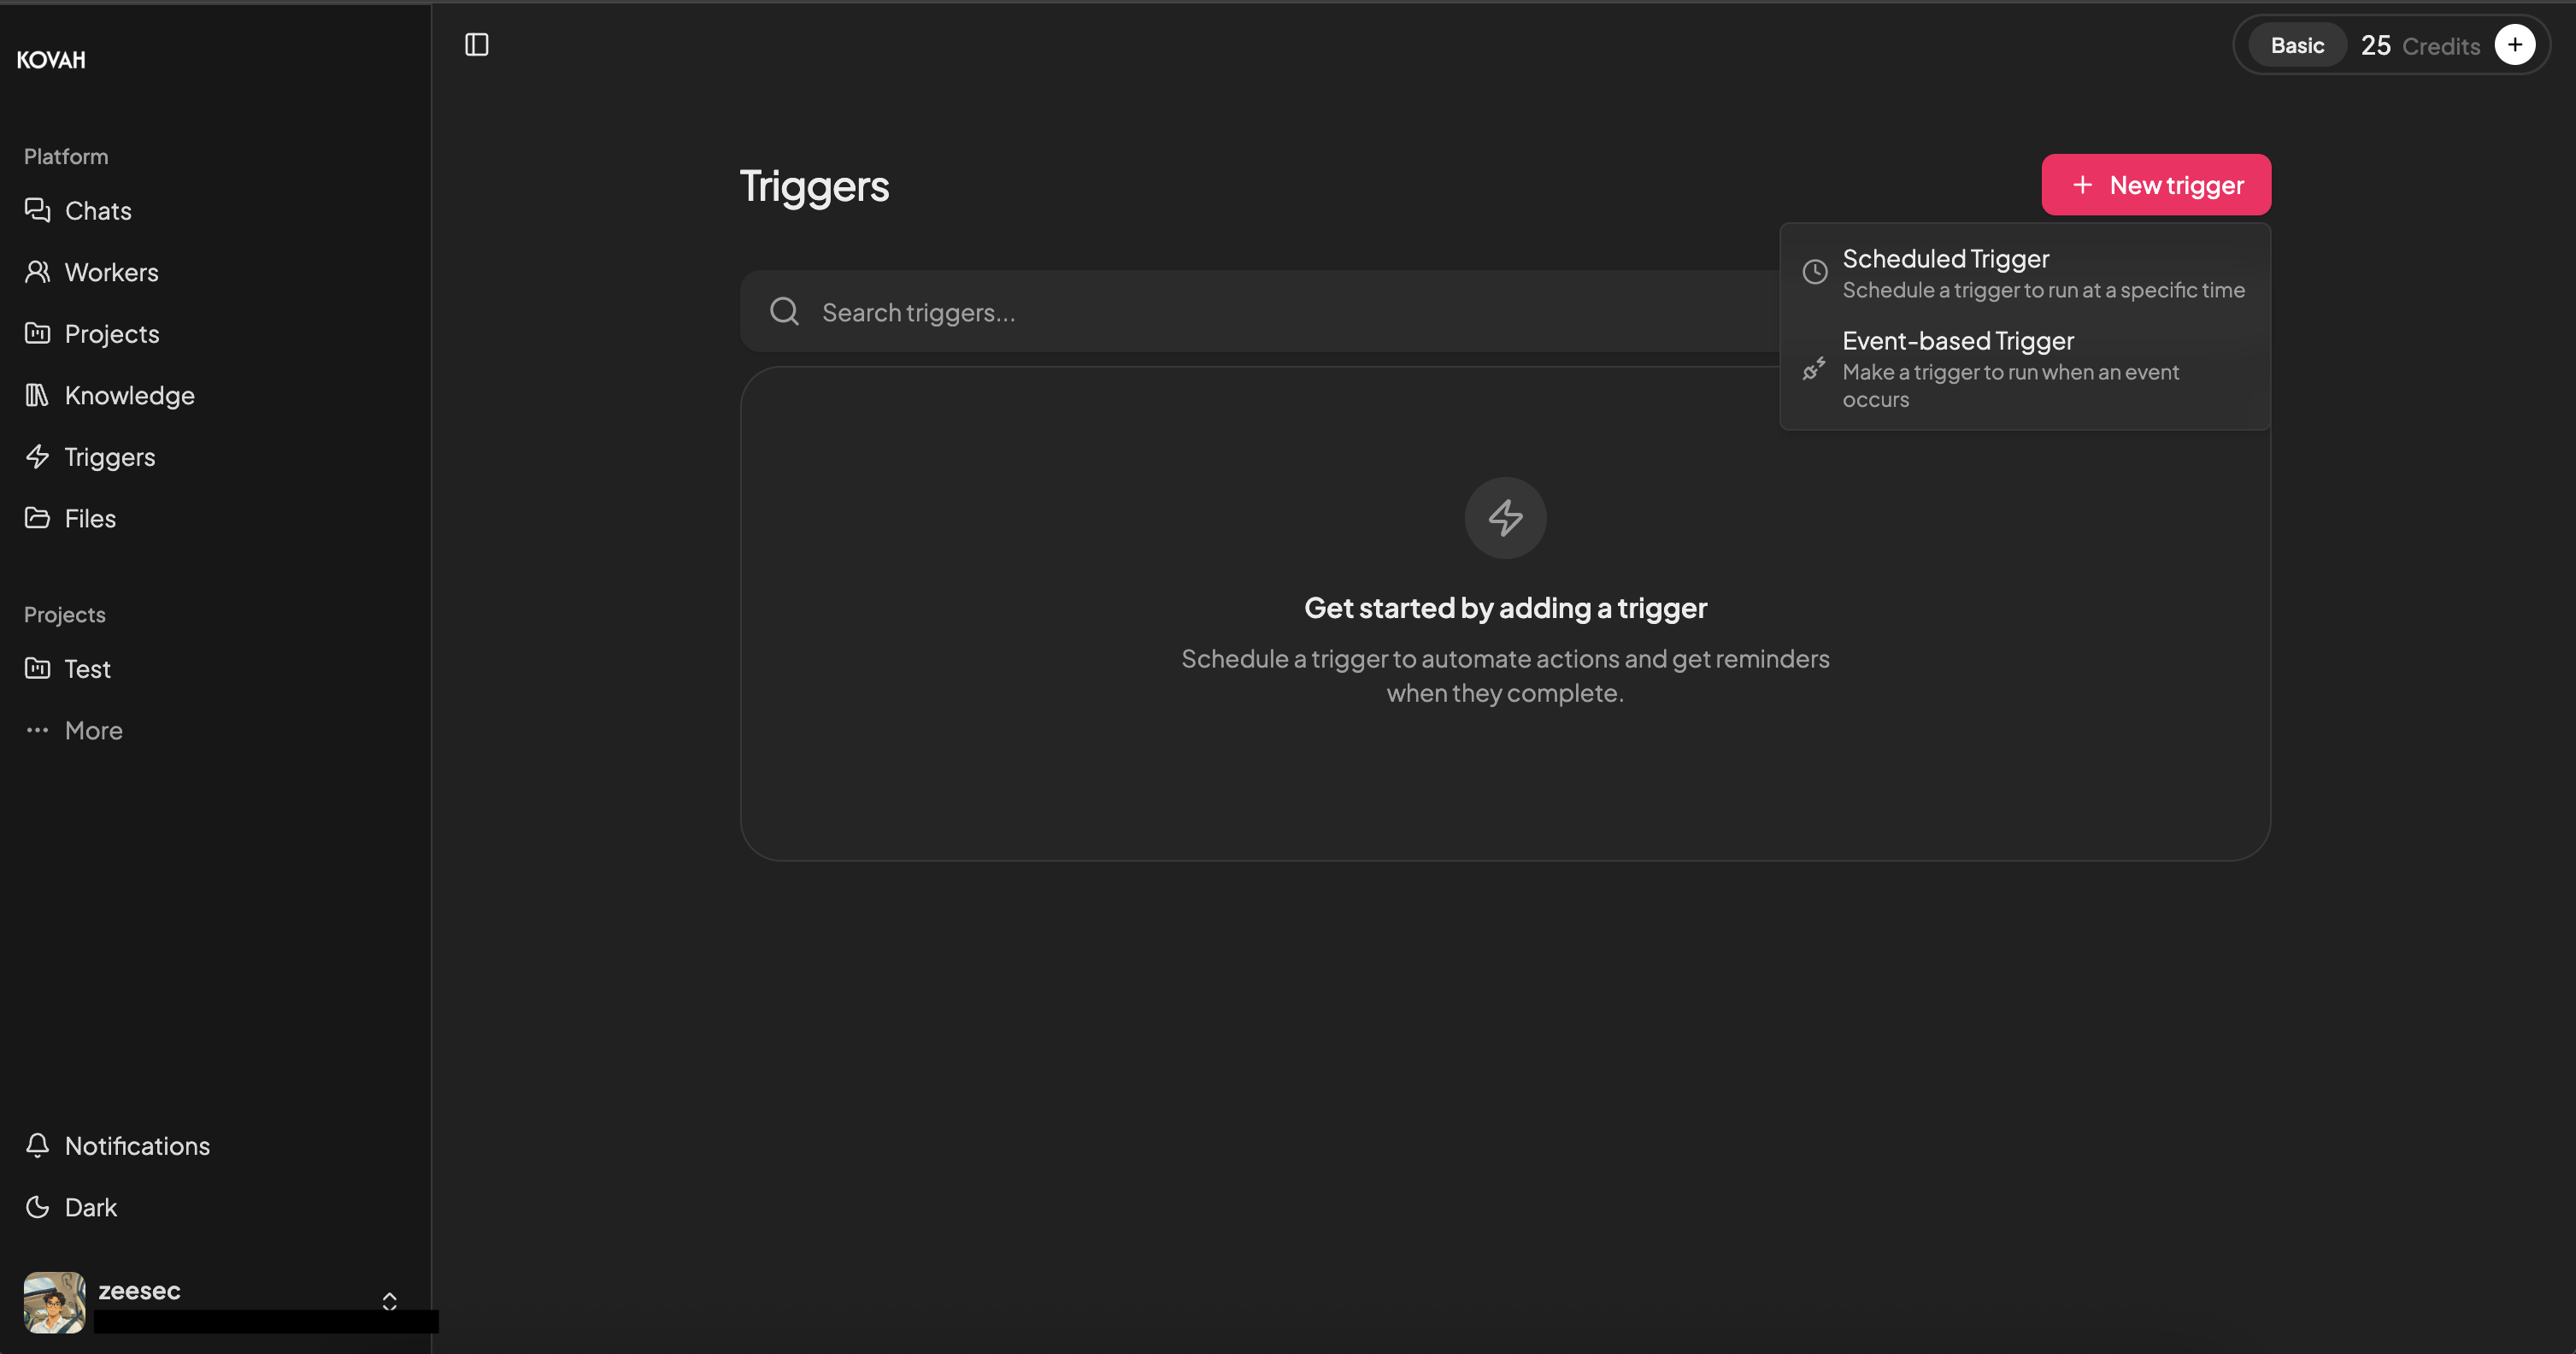 KOVAH
Platform
Chats
Workers
Projects
Knowledge
Triggers
Files
Projects
Test
More
Notifications
Dark
zeesec
Basic 25 Credits
Triggers
New trigger
Search triggers...
Scheduled Trigger
Schedule a trigger to run at a specific time
Event-based Trigger
Make a trigger to run when an event
occurs
Get started by adding a trigger
Schedule a trigger to automate actions and get reminders
when they complete.